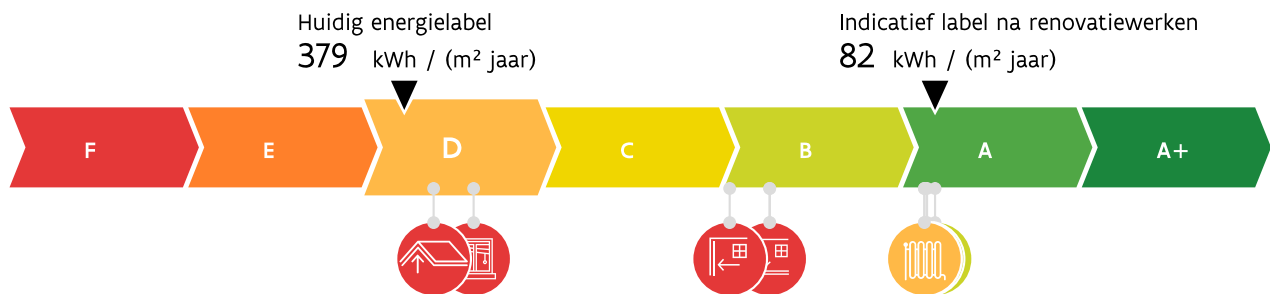 Huidig energielabel
379 kWh / (m² jaar)
Indicatief label na renovatiewerken
82 kWh / (m² jaar)
F E D C B A A+